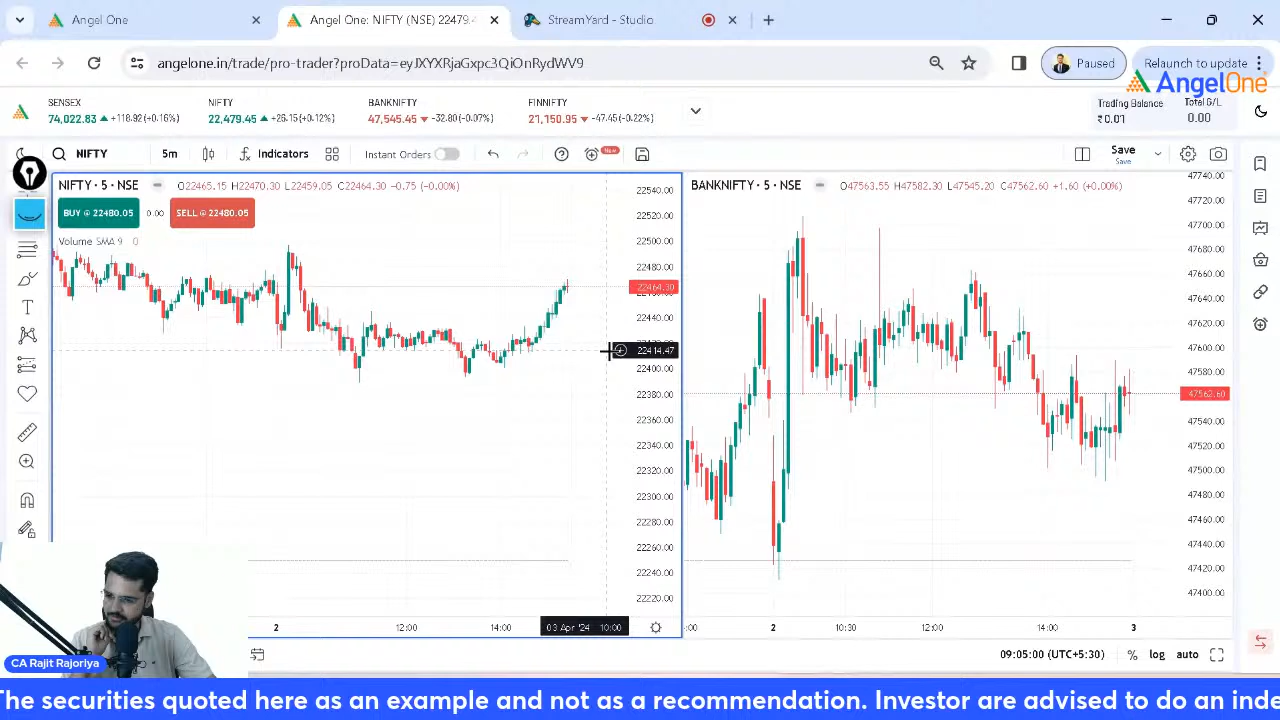 Angel One
Angel One: NIFTY (NSE) 22479.
StreamYard - Studio
angelone.in/trade/pro-trader?proData=eyJXYXRjaGxpc3QiOnRydWV9
Paused
Relaunch to update
AngelOne
SENSEX
74,022.83 +118.92(+0.16%)
NIFTY
22,479.45 +26.15(+0.12%)
BANKNIFTY
47,545.45 -32.80(-0.07%)
FINNIFTY
21,150.95 -47.45(-0.22%)
Trading Balance
₹0.01
Total G/L
0.00
NIFTY
5m
Indicators
Instant Orders
New
Save
Save
NIFTY · 5 · NSE
O22465.15 H22470.30 L22459.05 C22464.30 -0.75 (-0.00%)
BUY @ 22480.05
0.00
SELL @ 22480.05
Volume SMA 9 0
22540.00
22520.00
22500.00
22480.00
22464.30
22440.00
22414.47
22400.00
22380.00
22360.00
22340.00
22320.00
22300.00
22280.00
22260.00
22240.00
22220.00
2
12:00
14:00
03 Apr '24 10:00
BANKNIFTY · 5 · NSE
O47563.55 H47582.30 L47545.20 C47562.60 +1.60 (+0.00%)
47740.00
47720.00
47700.00
47680.00
47660.00
47640.00
47620.00
47600.00
47580.00
47562.60
47540.00
47520.00
47500.00
47480.00
47460.00
47440.00
47420.00
47400.00
:00
2
10:30
12:00
14:00
3
09:05:00 (UTC+5:30)
%
log
auto
CA Rajit Rajoriya
The securities quoted here as an example and not as a recommendation. Investor are advised to do an inde